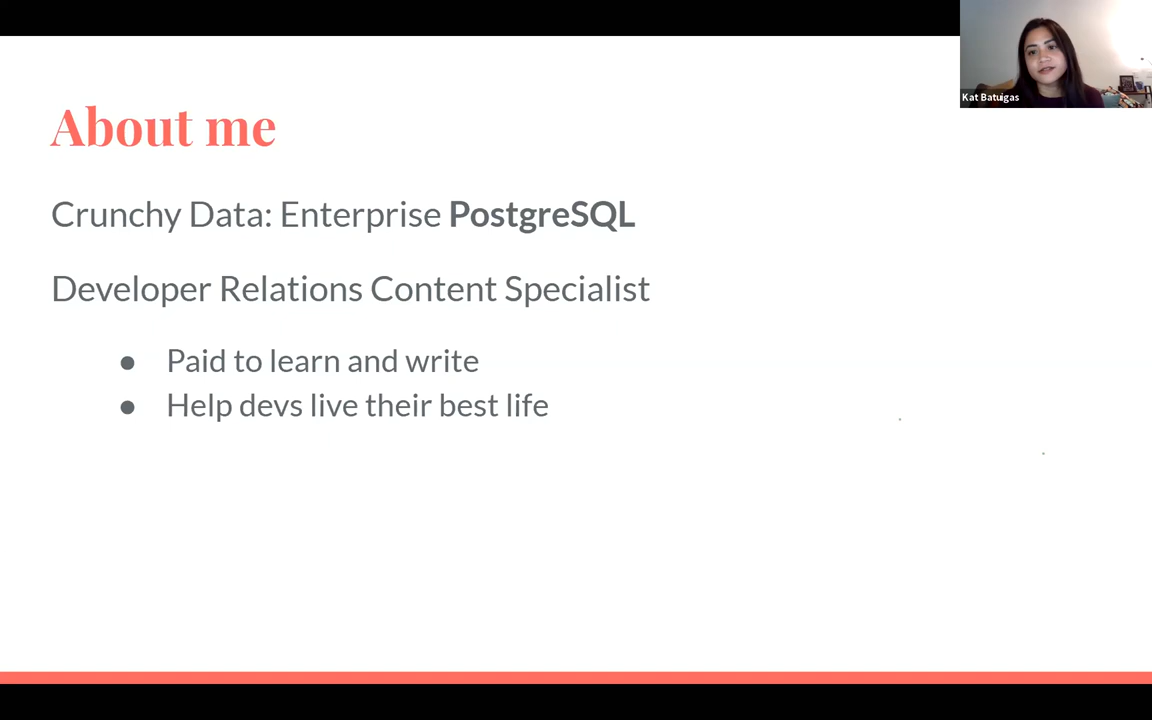 Kat Batuigas
About me
Crunchy Data: Enterprise PostgreSQL
Developer Relations Content Specialist
● Paid to learn and write
● Help devs live their best life